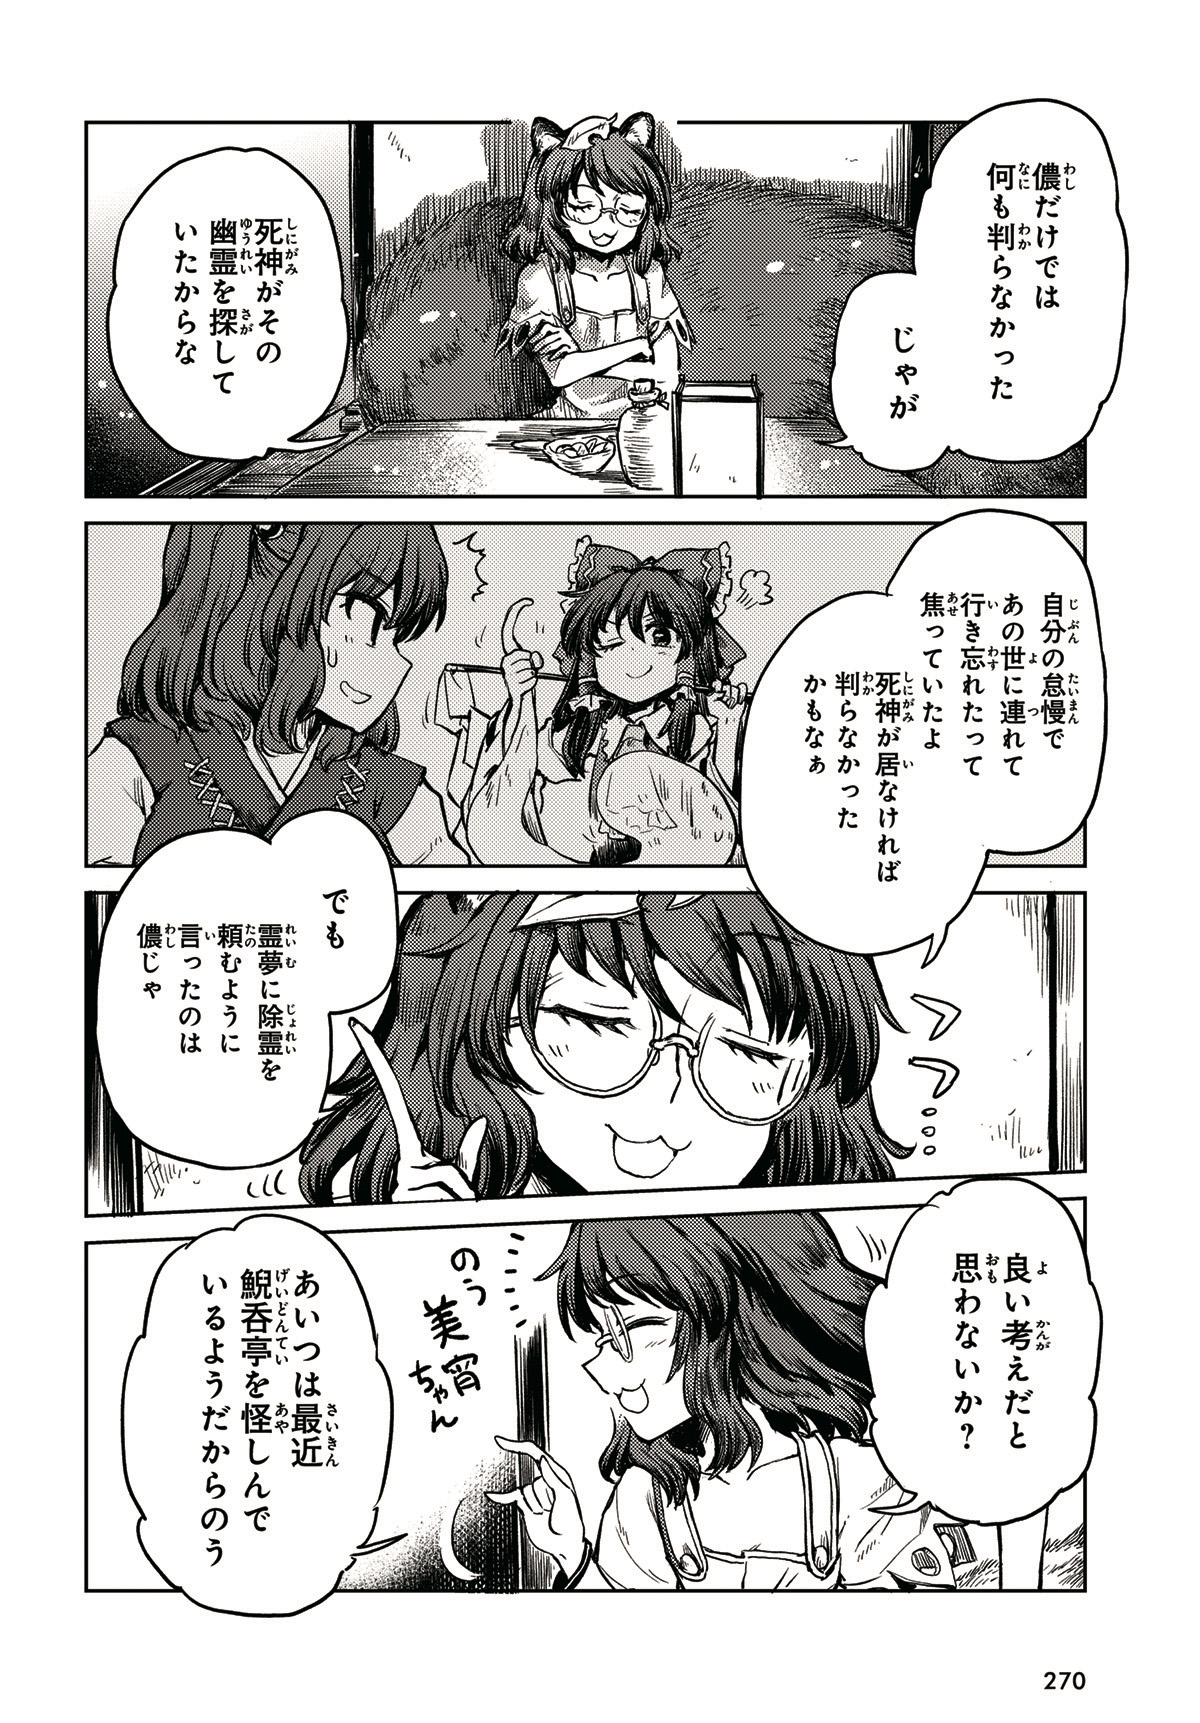 儂だけでは
何も判らなかった
じゃが
死神がその
幽霊を探して
いたからな
自分の怠慢で
あの世に連れて
行き忘れたって
焦っていたよ
死神が居なければ
判らなかった
かもなぁ
でも
霊夢に除霊を
頼むように
言ったのは
儂じゃ
良い考えだと
思わないか？
のう
美宵
ちゃん
あいつは最近
鯢呑亭を怪しんで
いるようだからのう
270